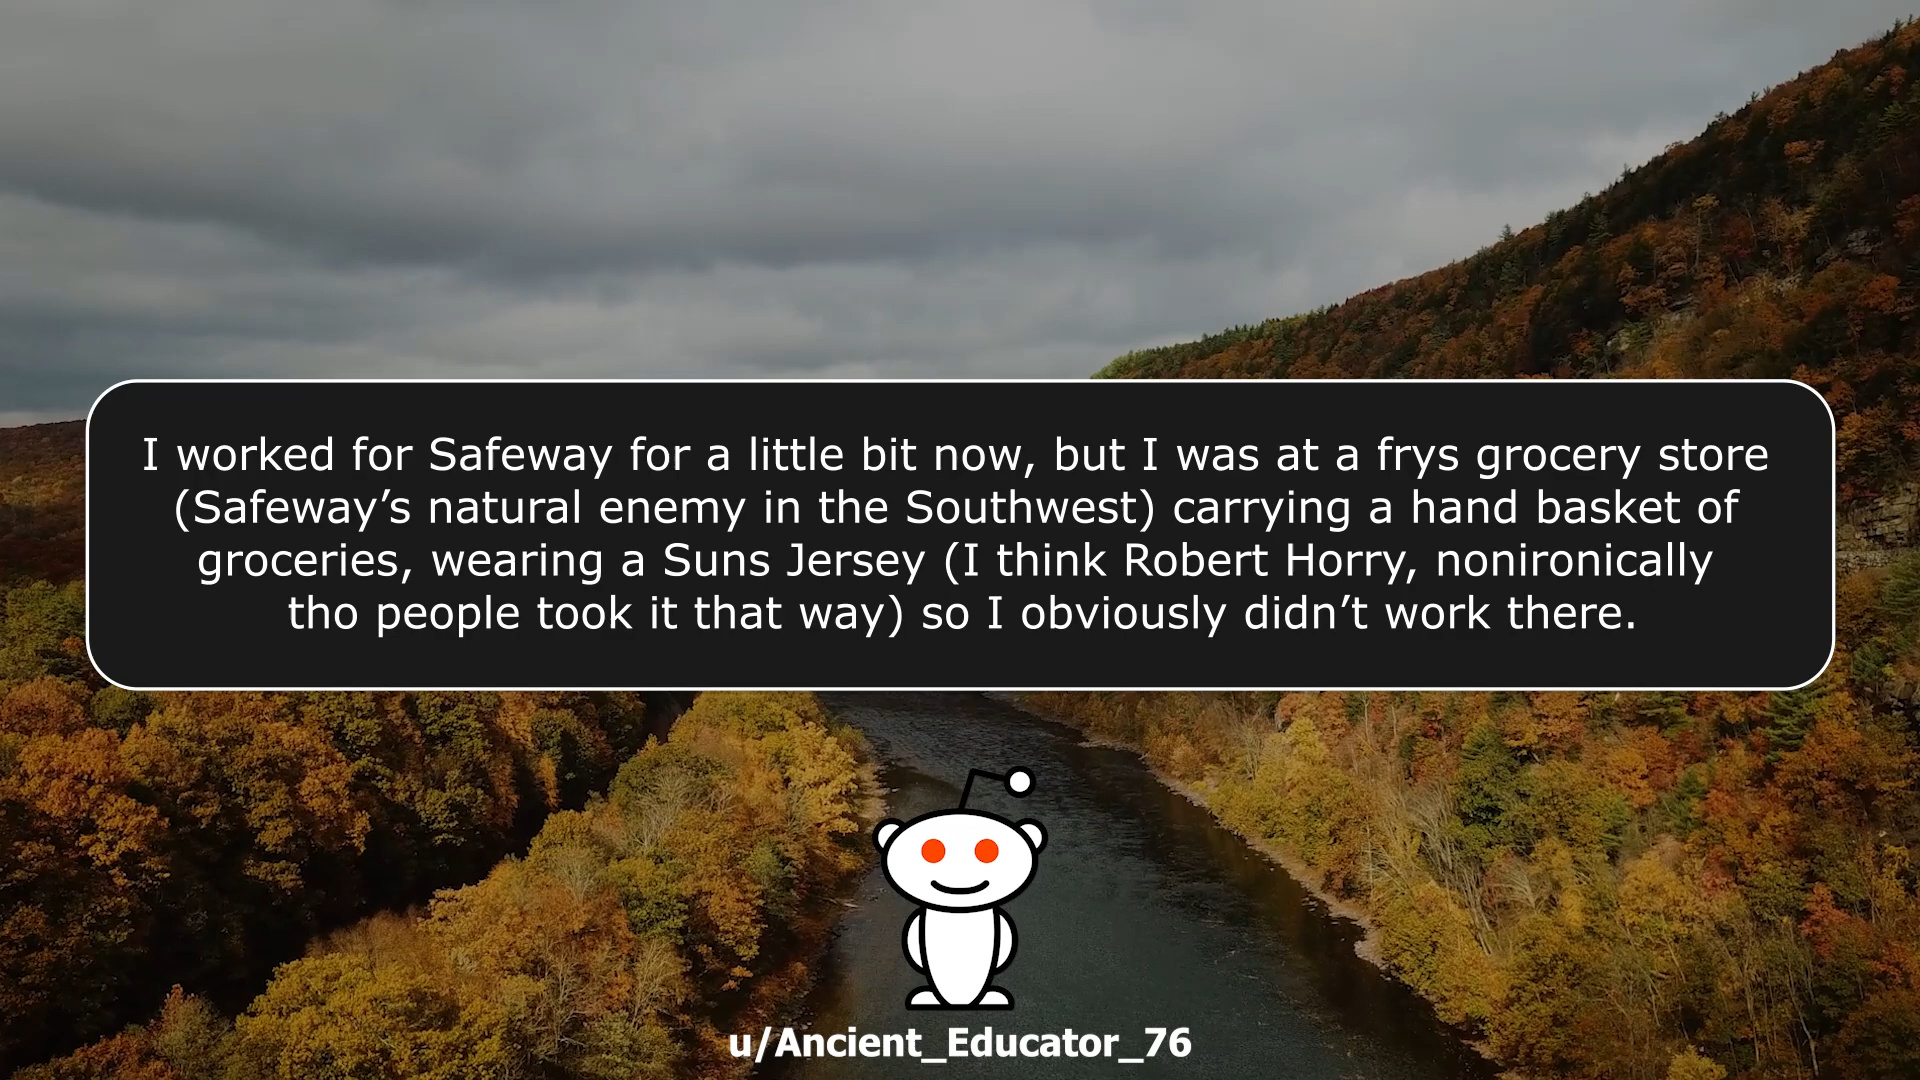 I worked for Safeway for a little bit now, but I was at a frys grocery store
(Safeway’s natural enemy in the Southwest) carrying a hand basket of
groceries, wearing a Suns Jersey (I think Robert Horry, nonironically
tho people took it that way) so I obviously didn’t work there.
u/Ancient_Educator_76